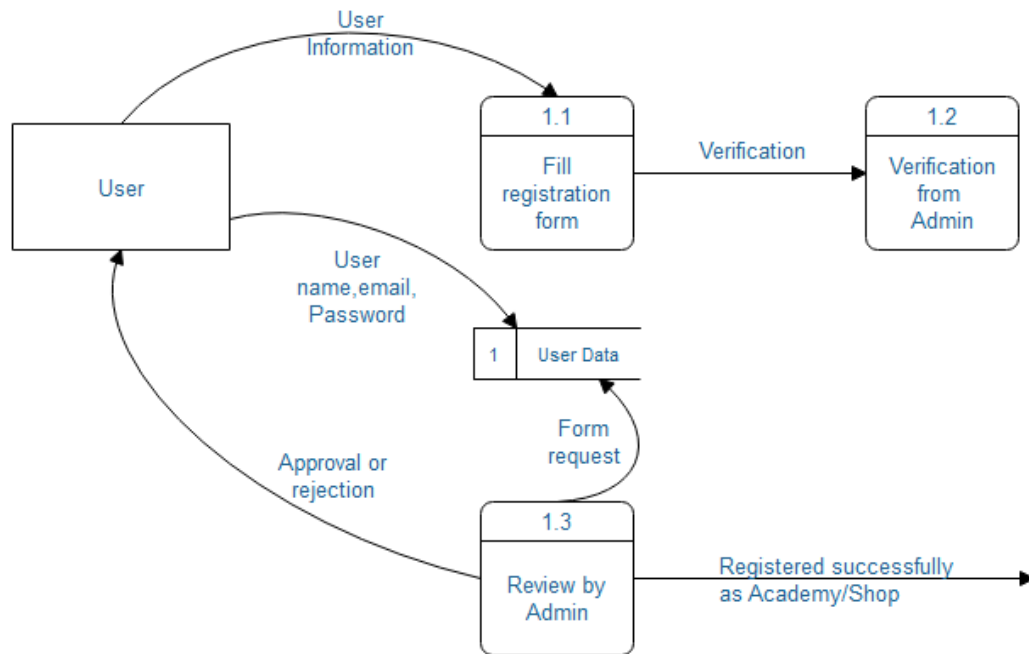 User
Information
1.1
Fill
registration
form
Verification
1.2
Verification
from
Admin
User
User
name,email,
Password
1
User Data
Form
request
Approval or
rejection
1.3
Review by
Admin
Registered successfully
as Academy/Shop